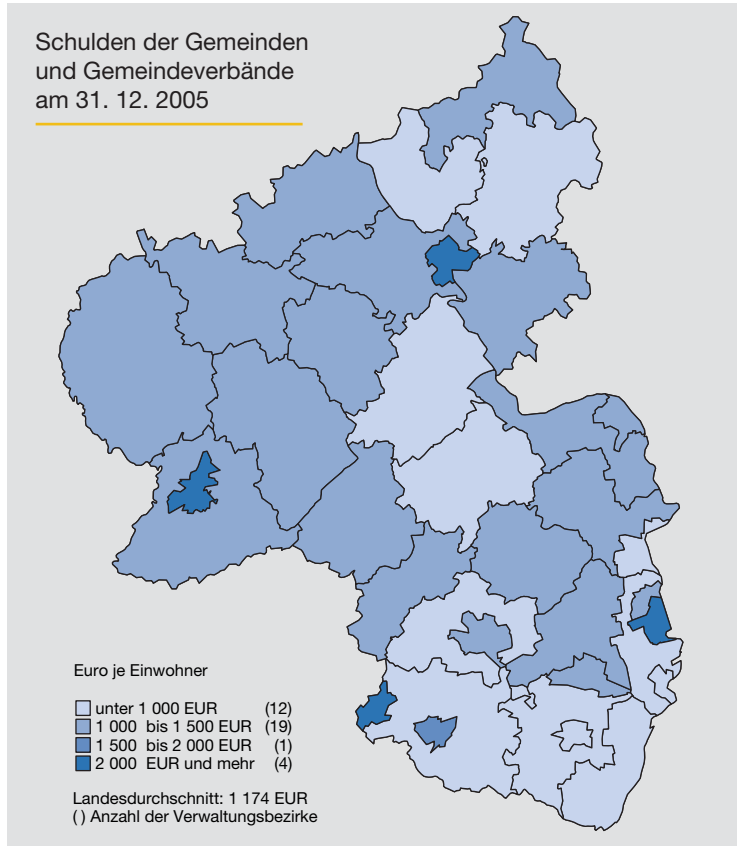 Schulden der Gemeinden
und Gemeindeverbände
am 31. 12. 2005
Euro je Einwohner
unter 1 000 EUR (12)
1 000 bis 1 500 EUR (19)
1 500 bis 2 000 EUR (1)
2 000 EUR und mehr (4)
Landesdurchschnitt: 1 174 EUR
( ) Anzahl der Verwaltungsbezirke